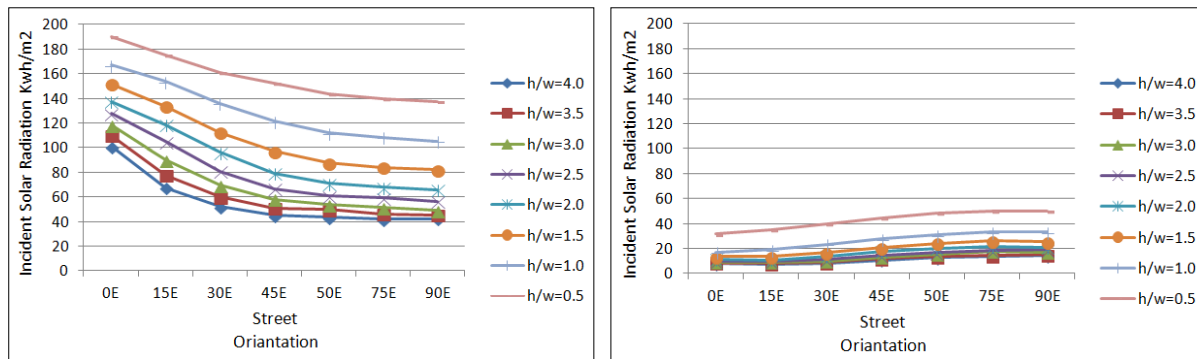 Incident Solar Radiation Kwh/m2
200
180
160
140
120
100
80
60
40
20
0
0E 15E 30E 45E 50E 75E 90E
Street
Oriantation
h/w=4.0
h/w=3.5
h/w=3.0
h/w=2.5
h/w=2.0
h/w=1.5
h/w=1.0
h/w=0.5
Incident Solar Radiation Kwh/m2
200
180
160
140
120
100
80
60
40
20
0
0E 15E 30E 45E 50E 75E 90E
Street
Oriantation
h/w=4.0
h/w=3.5
h/w=3.0
h/w=2.5
h/w=2.0
h/w=1.5
h/w=1.0
h/w=0.5